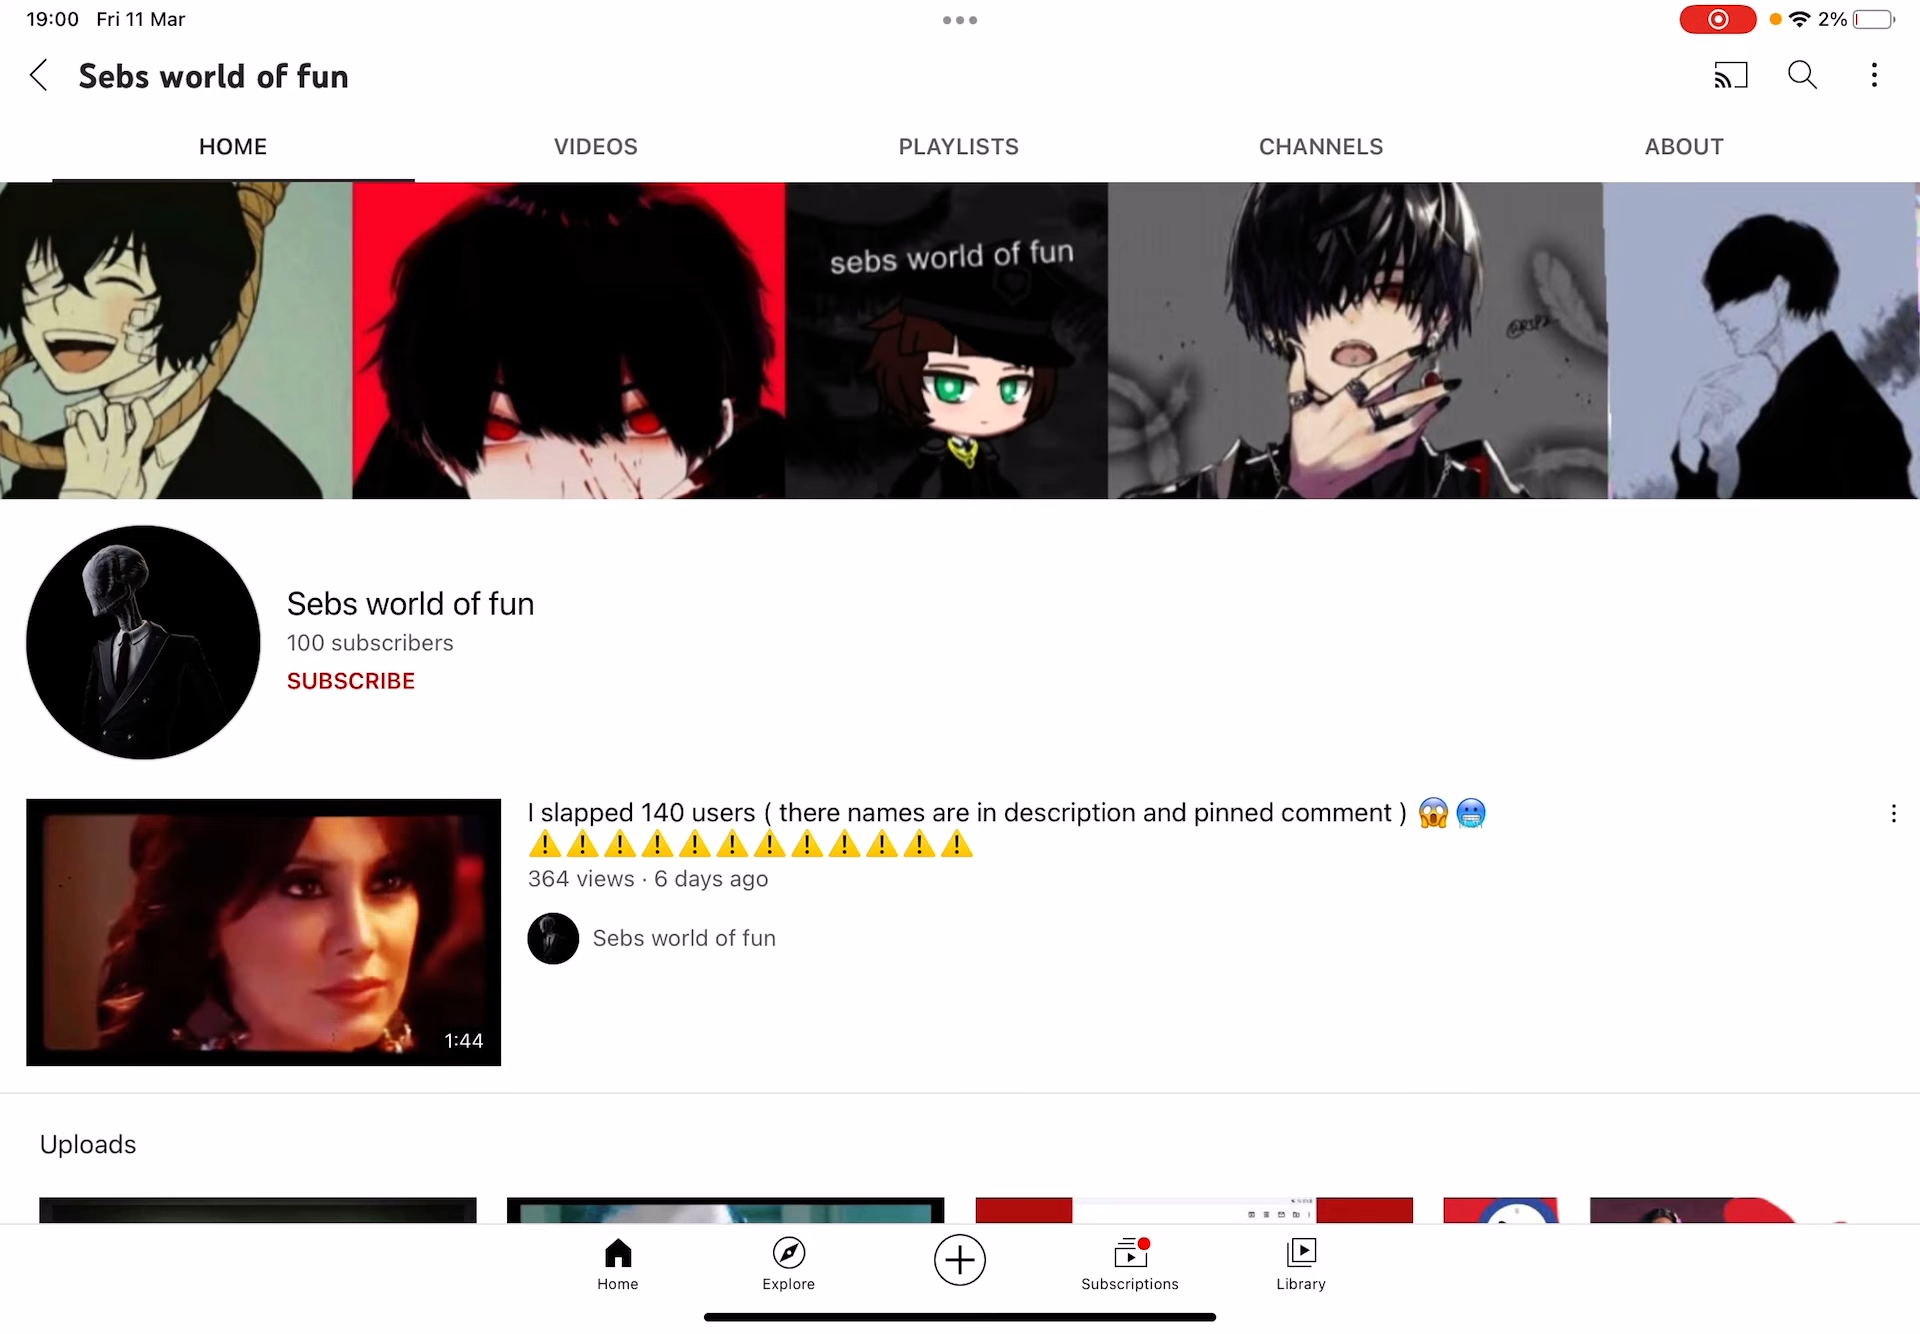 19:00 Fri 11 Mar
2%
Sebs world of fun
HOME VIDEOS PLAYLISTS CHANNELS ABOUT
sebs world of fun
Sebs world of fun
100 subscribers
SUBSCRIBE
I slapped 140 users ( there names are in description and pinned comment ) 😱🥶
⚠️⚠️⚠️⚠️⚠️⚠️⚠️⚠️⚠️⚠️⚠️⚠️
364 views · 6 days ago
Sebs world of fun
1:44
Uploads
Home Explore Subscriptions Library